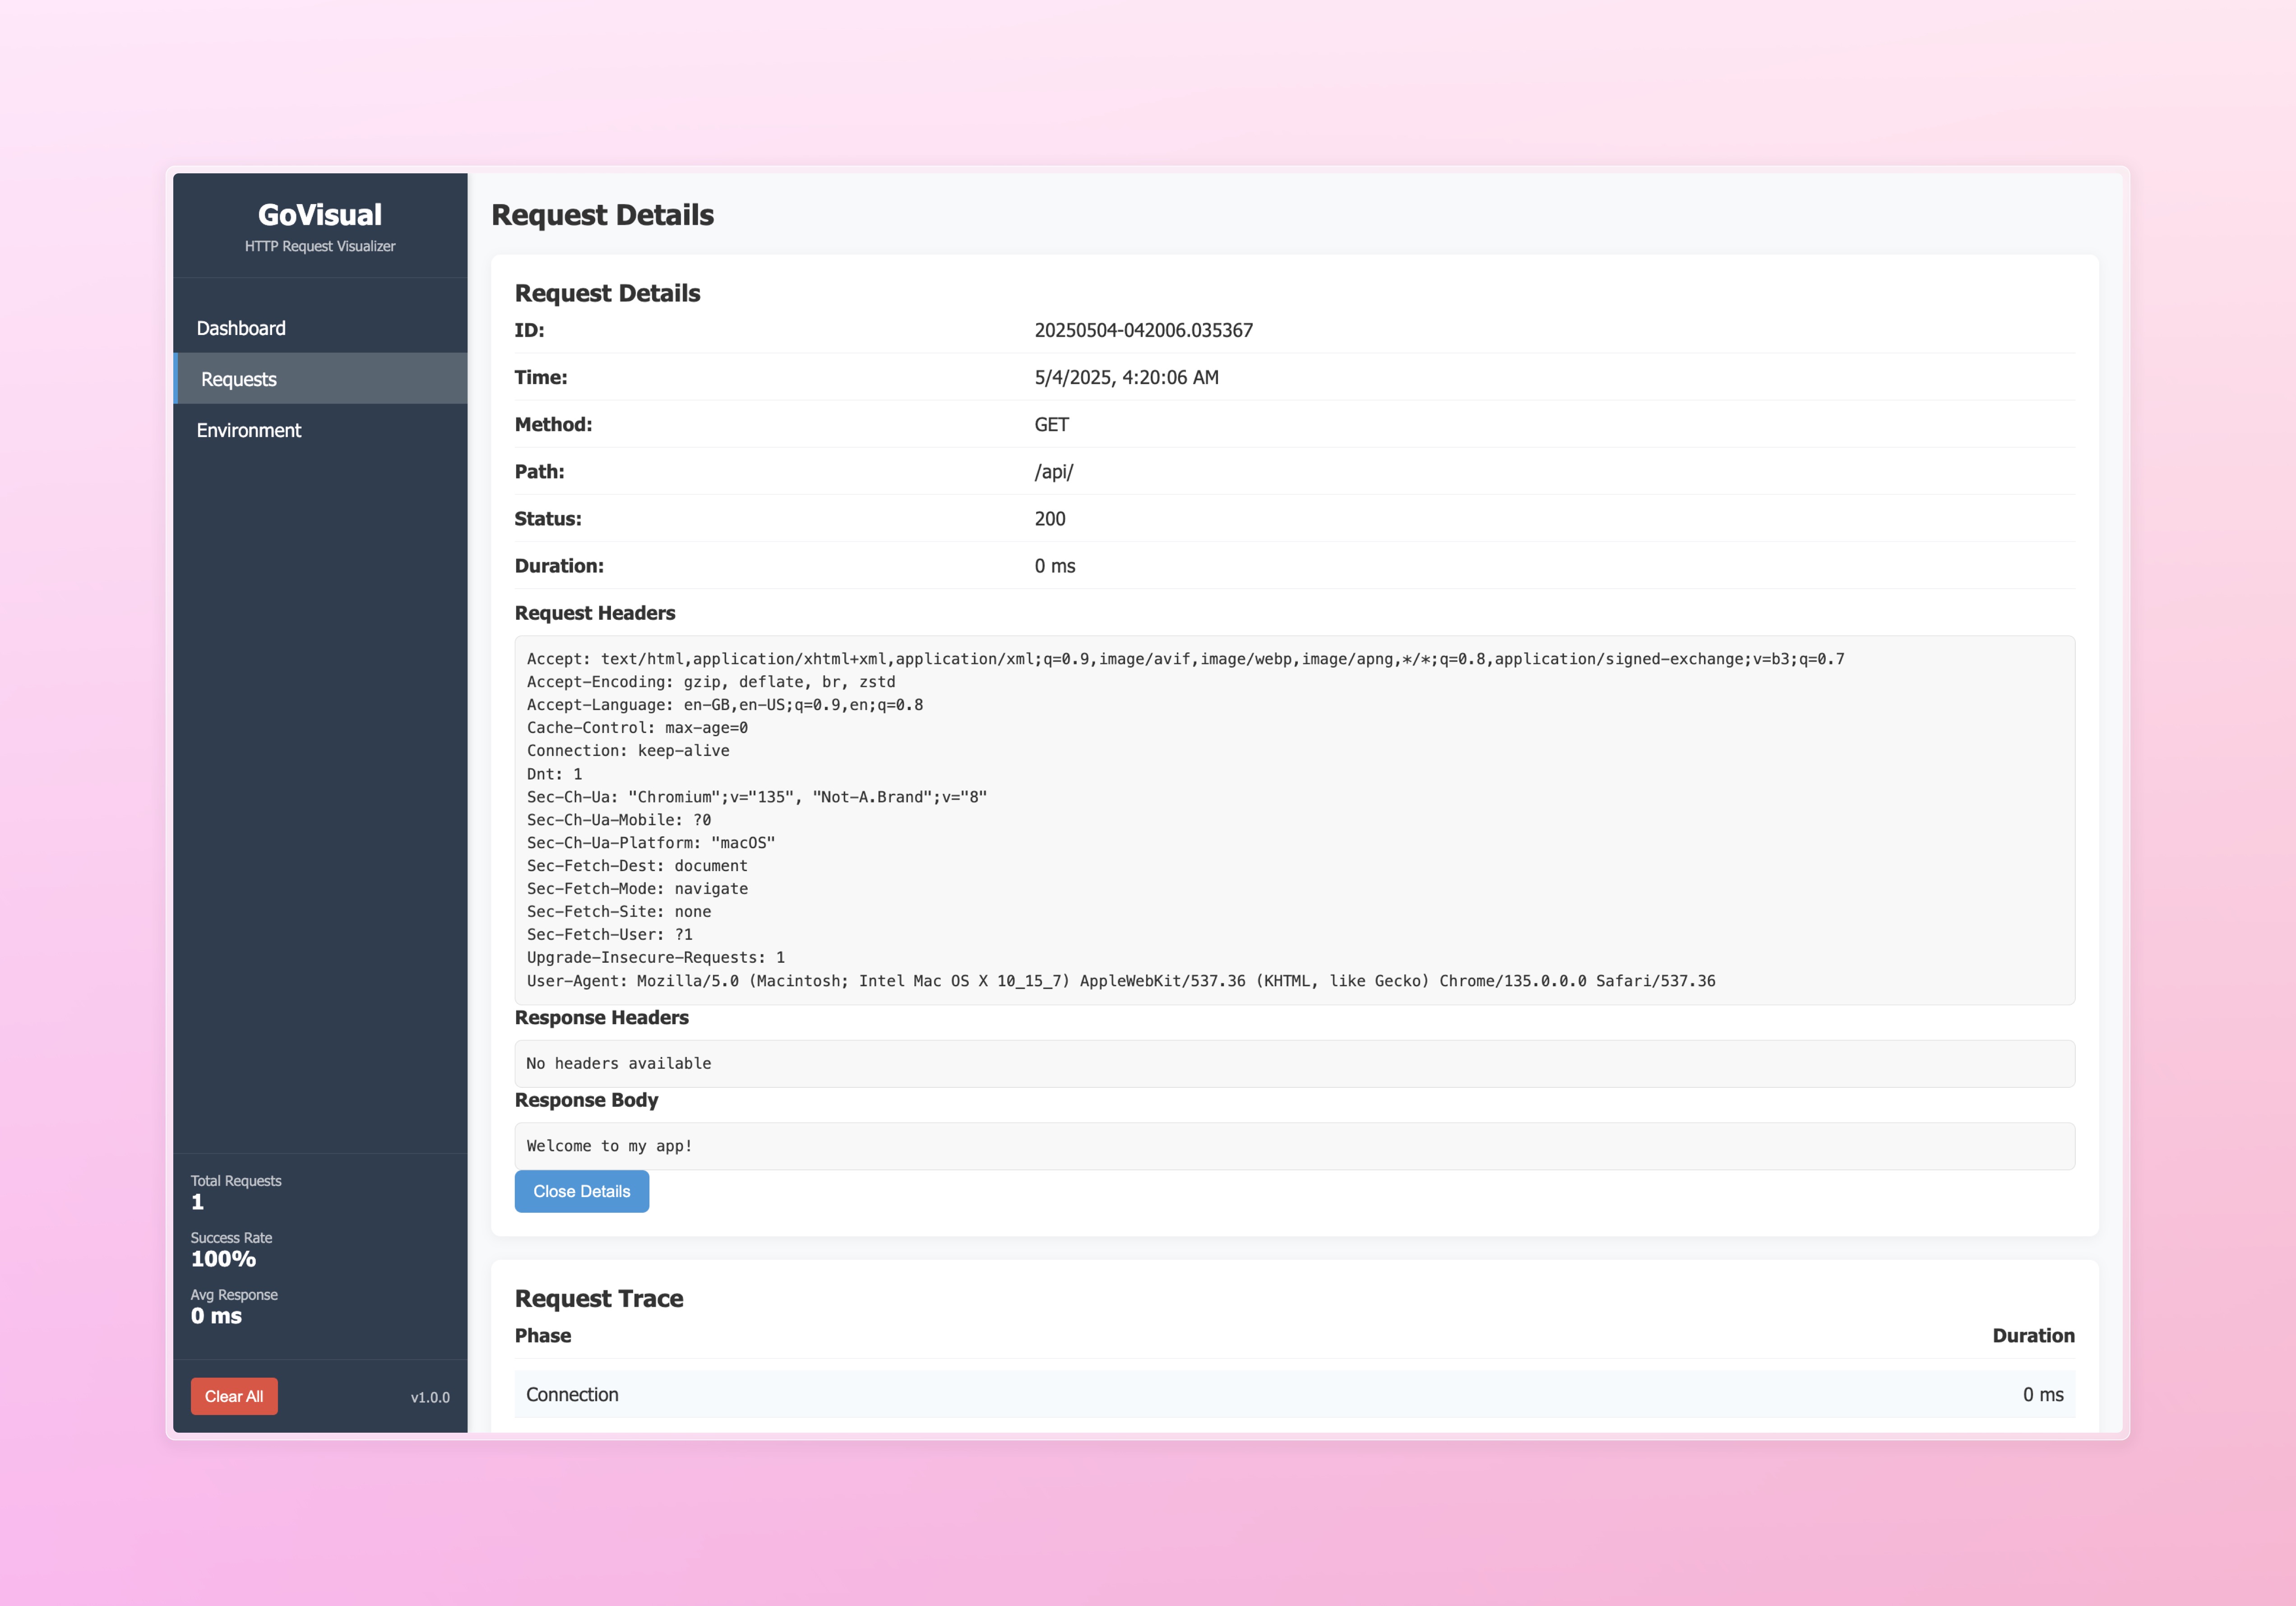 GoVisual
HTTP Request Visualizer
Dashboard
Requests
Environment
Total Requests
1
Success Rate
100%
Avg Response
0 ms
Clear All
v1.0.0
Request Details
Request Details
ID: 20250504-042006.035367
Time: 5/4/2025, 4:20:06 AM
Method: GET
Path: /api/
Status: 200
Duration: 0 ms
Request Headers
Accept: text/html,application/xhtml+xml,application/xml;q=0.9,image/avif,image/webp,image/apng,*/*;q=0.8,application/signed-exchange;v=b3;q=0.7
Accept-Encoding: gzip, deflate, br, zstd
Accept-Language: en-GB,en-US;q=0.9,en;q=0.8
Cache-Control: max-age=0
Connection: keep-alive
Dnt: 1
Sec-Ch-Ua: "Chromium";v="135", "Not-A.Brand";v="8"
Sec-Ch-Ua-Mobile: ?0
Sec-Ch-Ua-Platform: "macOS"
Sec-Fetch-Dest: document
Sec-Fetch-Mode: navigate
Sec-Fetch-Site: none
Sec-Fetch-User: ?1
Upgrade-Insecure-Requests: 1
User-Agent: Mozilla/5.0 (Macintosh; Intel Mac OS X 10_15_7) AppleWebKit/537.36 (KHTML, like Gecko) Chrome/135.0.0.0 Safari/537.36
Response Headers
No headers available
Response Body
Welcome to my app!
Close Details
Request Trace
Phase Duration
Connection 0 ms